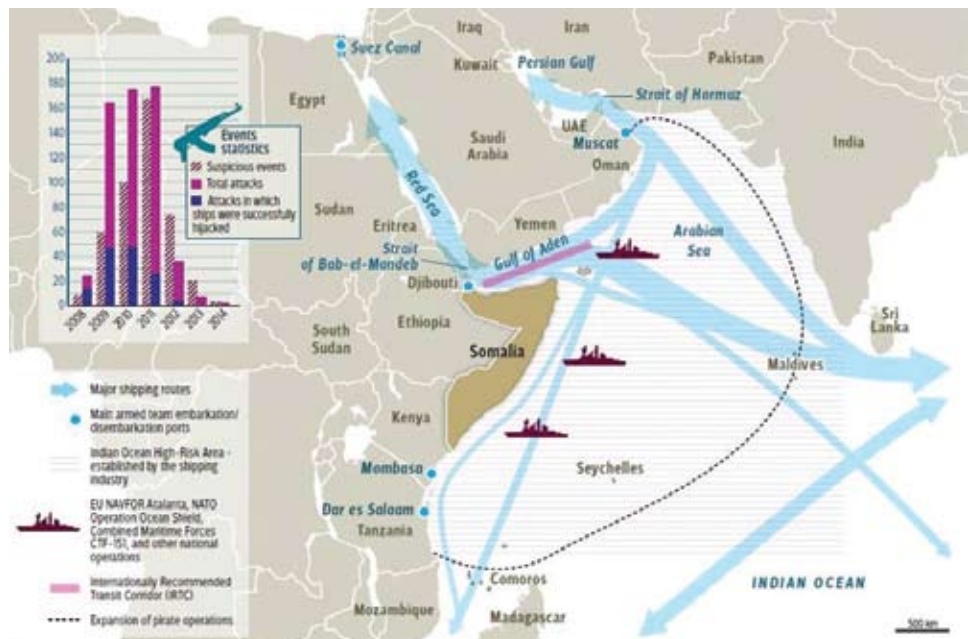 200
180
160
140
120
100
80
60
40
20
0
2008
2009
2010
2011
2012
2013
2014
Events
statistics
Suspicious events
Total attacks
Attacks in which
ships were successfully
hijacked
Suez Canal
Iraq
Iran
Kuwait
Persian Gulf
Pakistan
Egypt
Strait of Hormuz
UAE
Muscat
Saudi
Arabia
Oman
India
Red Sea
Sudan
Eritrea
Yemen
Arabian
Sea
Strait
of Bab-el-Mandeb
Gulf of Aden
Djibouti
Ethiopia
South
Sudan
Somalia
Sri
Lanka
Maldives
Kenya
Mombasa
Seychelles
Dar es Salaam
Tanzania
Comoros
INDIAN OCEAN
Mozambique
Madagascar
500 km
Major shipping routes
Main armed team embarkation/
disembarkation ports
Indian Ocean High-Risk Area -
established by the shipping
industry
EU NAVFOR Atalanta, NATO
Operation Ocean Shield,
Combined Maritime Forces
CTF-151, and other national
operations
Internationally Recommended
Transit Corridor (IRTC)
Expansion of pirate operations